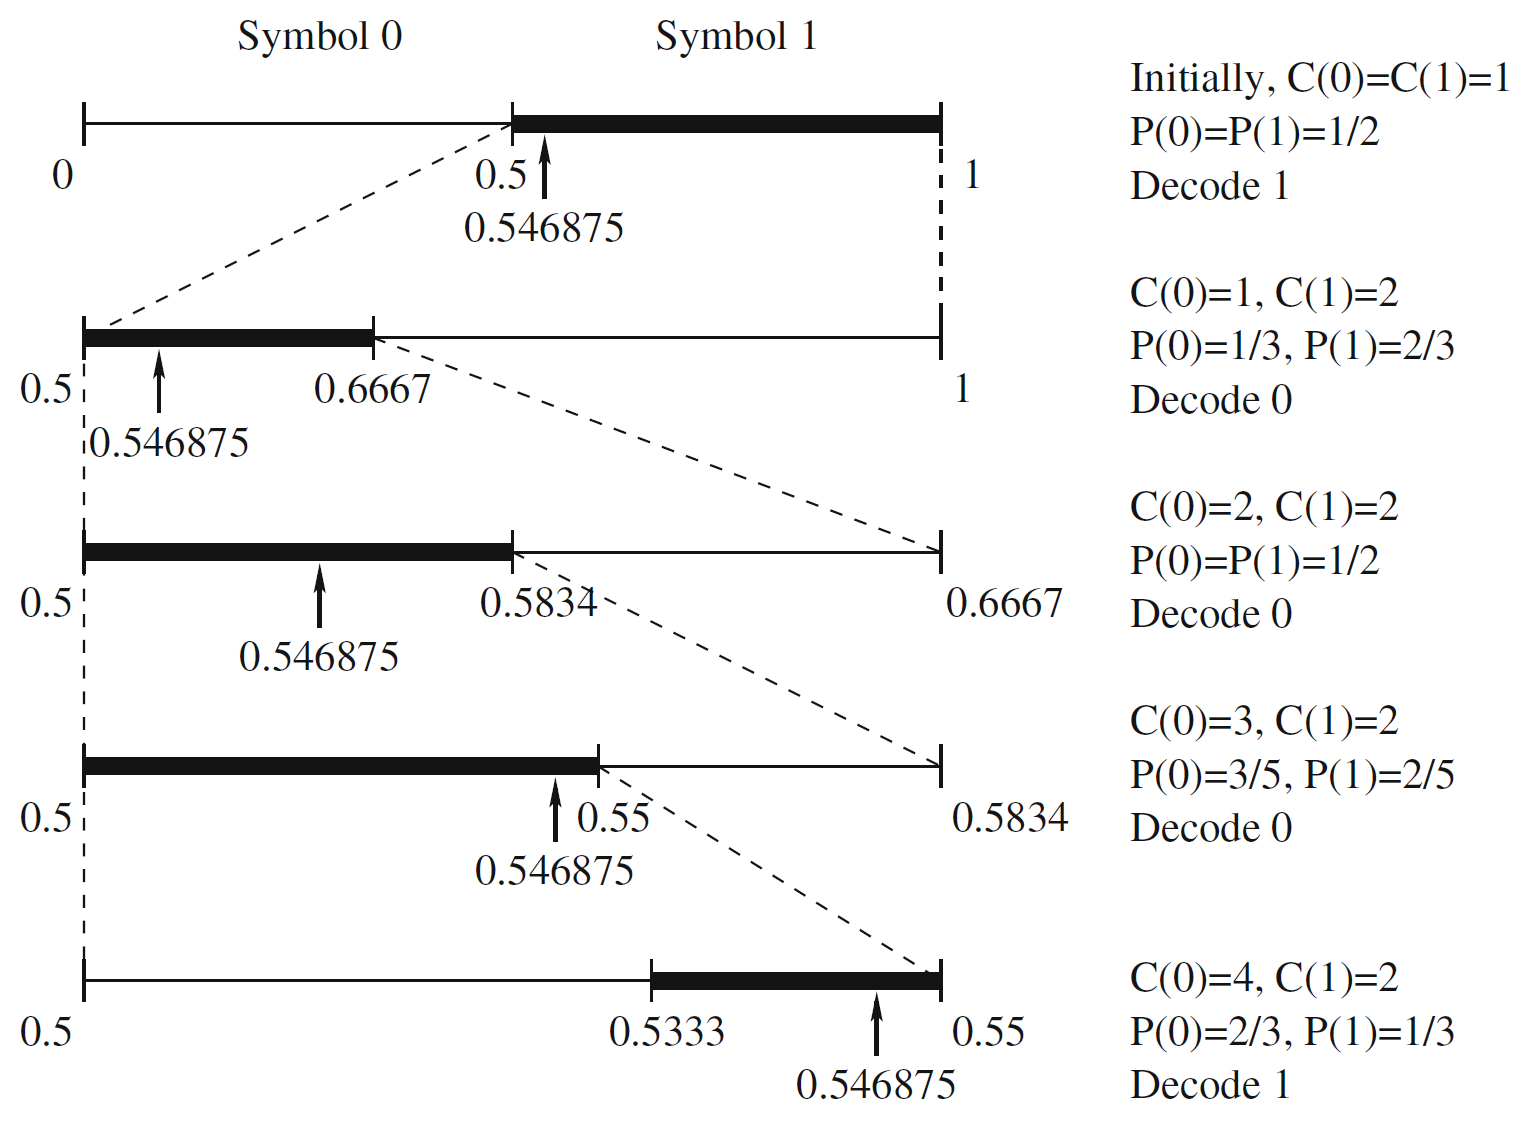 Symbol 0 Symbol 1
Initially, C(0)=C(1)=1
P(0)=P(1)=1/2
Decode 1
0 0.5 1
0.546875
C(0)=1, C(1)=2
P(0)=1/3, P(1)=2/3
Decode 0
0.5 0.6667 1
0.546875
C(0)=2, C(1)=2
P(0)=P(1)=1/2
Decode 0
0.5 0.5834 0.6667
0.546875
C(0)=3, C(1)=2
P(0)=3/5, P(1)=2/5
Decode 0
0.5 0.55 0.5834
0.546875
C(0)=4, C(1)=2
P(0)=2/3, P(1)=1/3
Decode 1
0.5 0.5333 0.55
0.546875